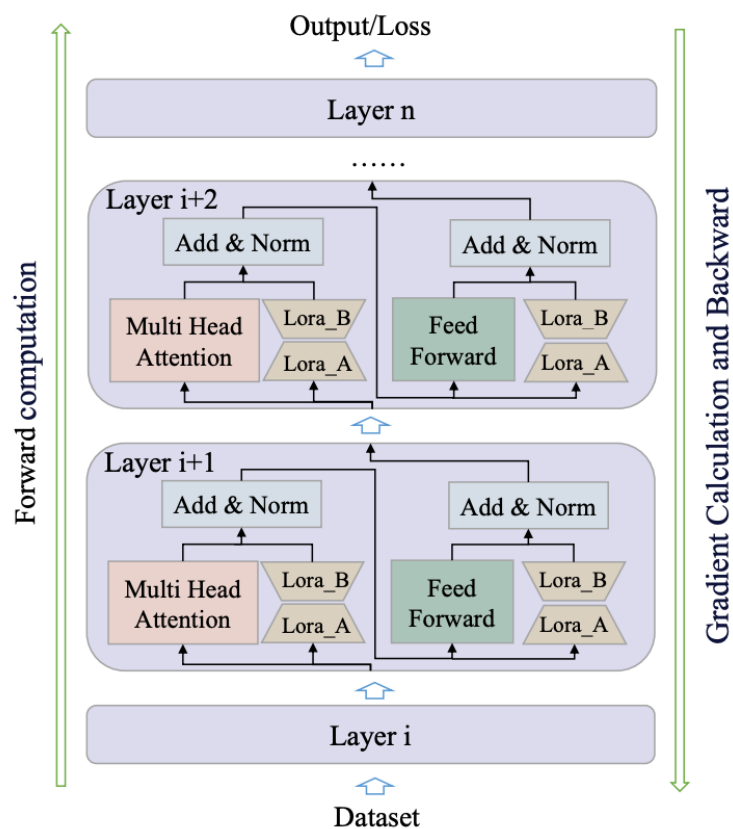 Output/Loss
Layer n
......
Layer i+2
Add & Norm
Add & Norm
Multi Head
Attention
Lora_B
Lora_A
Feed
Forward
Lora_B
Lora_A
Layer i+1
Add & Norm
Add & Norm
Multi Head
Attention
Lora_B
Lora_A
Feed
Forward
Lora_B
Lora_A
Layer i
Dataset
Forward computation
Gradient Calculation and Backward